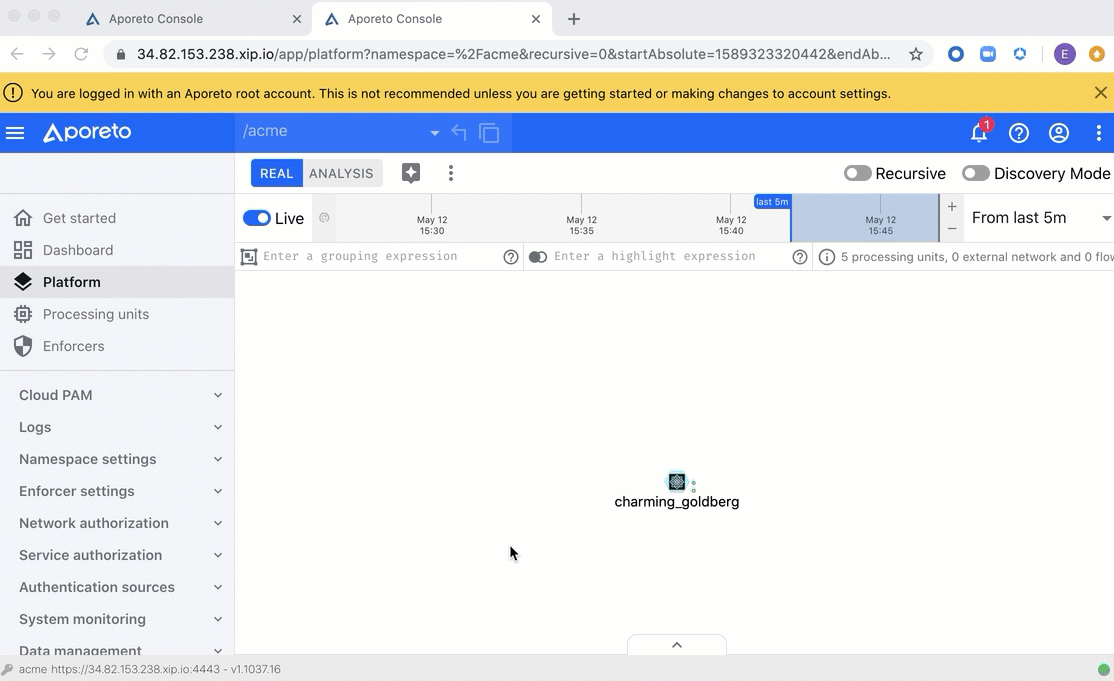 Aporeto Console
Aporeto Console
34.82.153.238.xip.io/app/platform?namespace=%2Facme&recursive=0&startAbsolute=1589323320442&endAb...
E
You are logged in with an Aporeto root account. This is not recommended unless you are getting started or making changes to account settings.
aporeto
/acme
1
REAL
ANALYSIS
Recursive
Discovery Mode
Live
last 5m
May 12
15:30
May 12
15:35
May 12
15:40
May 12
15:45
+
−
From last 5m
Enter a grouping expression
Enter a highlight expression
5 processing units, 0 external network and 0 flow
Get started
Dashboard
Platform
Processing units
Enforcers
Cloud PAM
Logs
Namespace settings
Enforcer settings
Network authorization
Service authorization
Authentication sources
System monitoring
Data management
charming_goldberg
acme https://34.82.153.238.xip.io:4443 - v1.1037.16